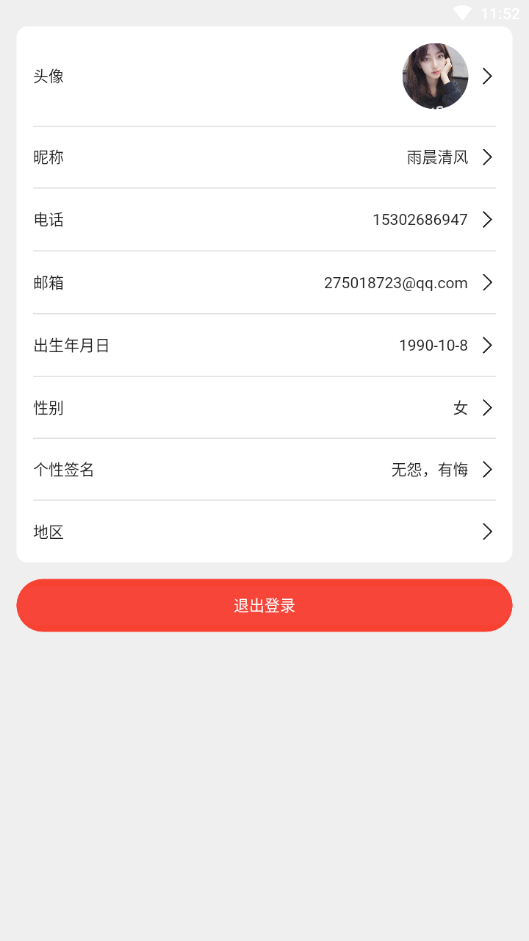 11:52
头像
昵称 雨晨清风
电话 15302686947
邮箱 275018723@qq.com
出生年月日 1990-10-8
性别 女
个性签名 无怨，有悔
地区
退出登录